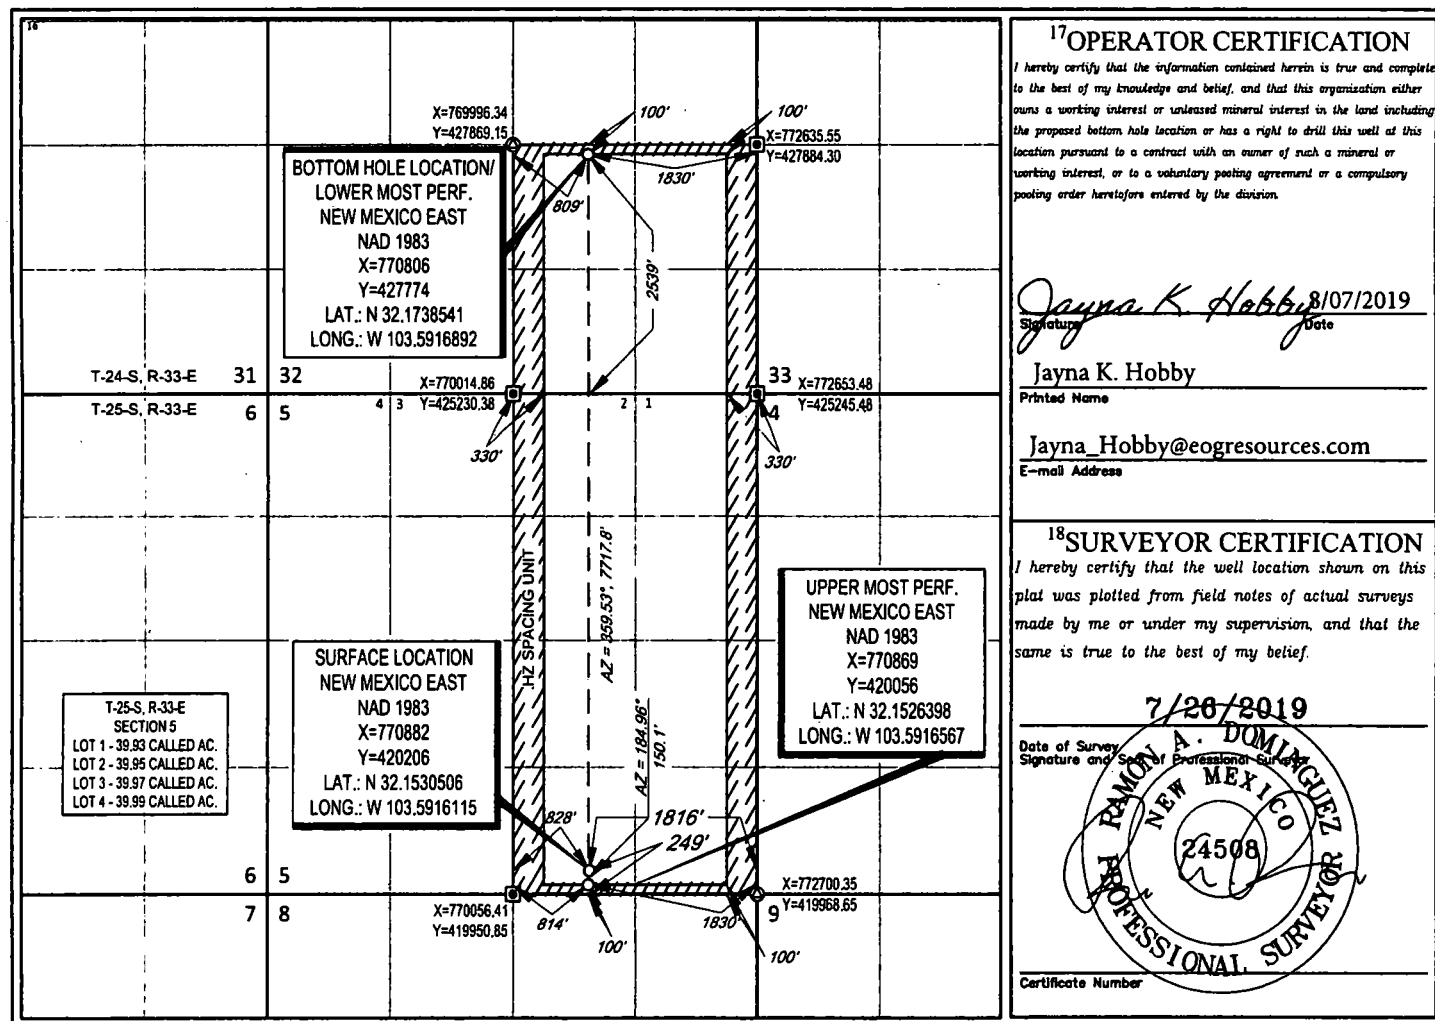 16
X=769996.34
Y=427869.15
100'
100'
X=772635.55
Y=427884.30
BOTTOM HOLE LOCATION/
LOWER MOST PERF.
NEW MEXICO EAST
NAD 1983
X=770806
Y=427774
LAT.: N 32.1738541
LONG.: W 103.5916892
809'
1830'
2539'
T-24-S, R-33-E 31 32
X=770014.86
33
X=772653.48
T-25-S, R-33-E 6 5
4 3
Y=425230.38
2 1
4
Y=425245.48
330'
330'
HZ SPACING UNIT
AZ = 359.53°, 7717.8'
UPPER MOST PERF.
NEW MEXICO EAST
NAD 1983
X=770869
Y=420056
LAT.: N 32.1526398
LONG.: W 103.5916567
SURFACE LOCATION
NEW MEXICO EAST
NAD 1983
X=770882
Y=420206
LAT.: N 32.1530506
LONG.: W 103.5916115
T-25-S, R-33-E
SECTION 5
LOT 1 - 39.93 CALLED AC.
LOT 2 - 39.95 CALLED AC.
LOT 3 - 39.97 CALLED AC.
LOT 4 - 39.99 CALLED AC.
AZ = 184.96°
150.1'
828'
1816'
249'
6 5
7 8
X=770056.41
Y=419950.85
814'
100'
1830'
100'
9
X=772700.35
Y=419968.65
17OPERATOR CERTIFICATION
I hereby certify that the information contained herein is true and complete
to the best of my knowledge and belief, and that this organization either
owns a working interest or unleased mineral interest in the land including
the proposed bottom hole location or has a right to drill this well at this
location pursuant to a contract with an owner of such a mineral or
working interest, or to a voluntary pooling agreement or a compulsory
pooling order heretofore entered by the division.
Jayna K. Hobby 8/07/2019
Signature Date
Jayna K. Hobby
Printed Name
Jayna_Hobby@eogresources.com
E-mail Address
18SURVEYOR CERTIFICATION
I hereby certify that the well location shown on this
plat was plotted from field notes of actual surveys
made by me or under my supervision, and that the
same is true to the best of my belief.
7/26/2019
Date of Survey
Signature and Seal of Professional Surveyor
RAMON A. DOMINGUEZ
NEW MEXICO
24508
PROFESSIONAL SURVEYOR
Certificate Number